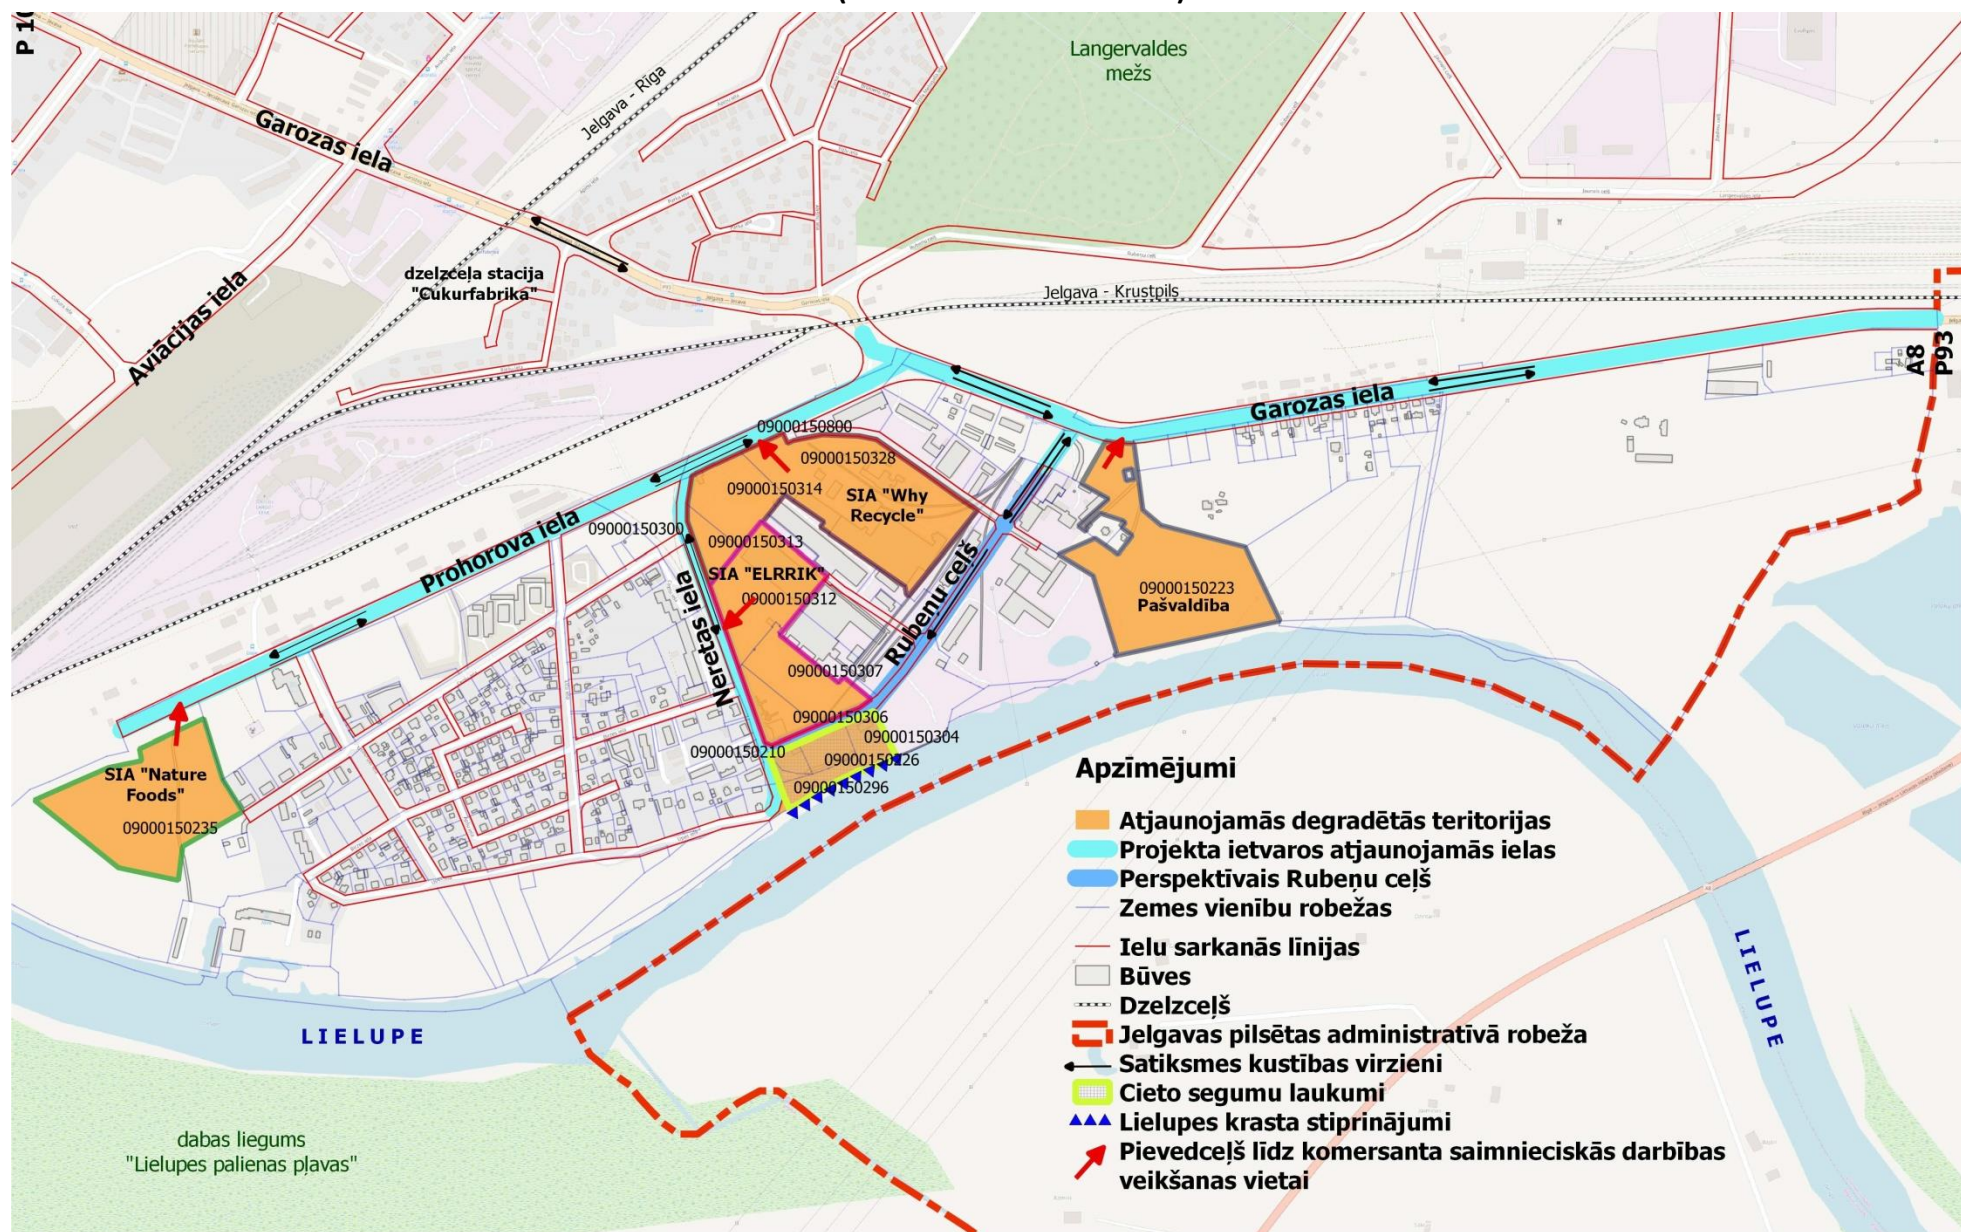 P 10
Langervaldes
mežs
Jelgava - Rīga
Garozas iela
dzelzceļa stacija
"Cukurfabrika"
Aviācijas iela
Jelgava - Krustpils
A8
P93
Garozas iela
09000150800
09000150328
09000150314
SIA "Why
Recycle"
09000150300
09000150313
Prohorova iela
SIA "ELRRIK"
09000150312
Neretas iela
Rubeņu ceļš
09000150223
Pašvaldība
09000150307
09000150306
09000150304
09000150210
09000150226
09000150296
SIA "Nature
Foods"
09000150235
LIELUPE
LIELUPE
dabas liegums
"Lielupes palienas pļavas"
Apzīmējumi
Atjaunojamās degradētās teritorijas
Projekta ietvaros atjaunojamās ielas
Perspektīvais Rubeņu ceļš
Zemes vienību robežas
Ielu sarkanās līnijas
Būves
Dzelzceļš
Jelgavas pilsētas administratīvā robeža
Satiksmes kustības virzieni
Cieto segumu laukumi
Lielupes krasta stiprinājumi
Pievedceļš līdz komersanta saimnieciskās darbības
veikšanas vietai